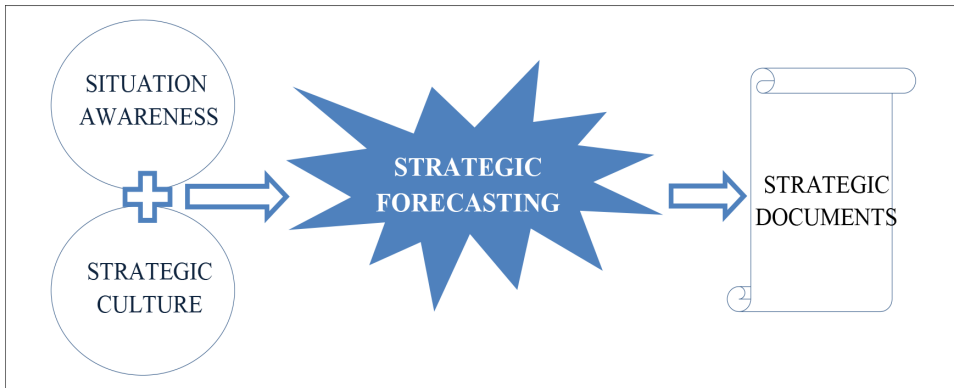 SITUATION
AWARENESS
STRATEGIC
CULTURE
STRATEGIC
FORECASTING
STRATEGIC
DOCUMENTS